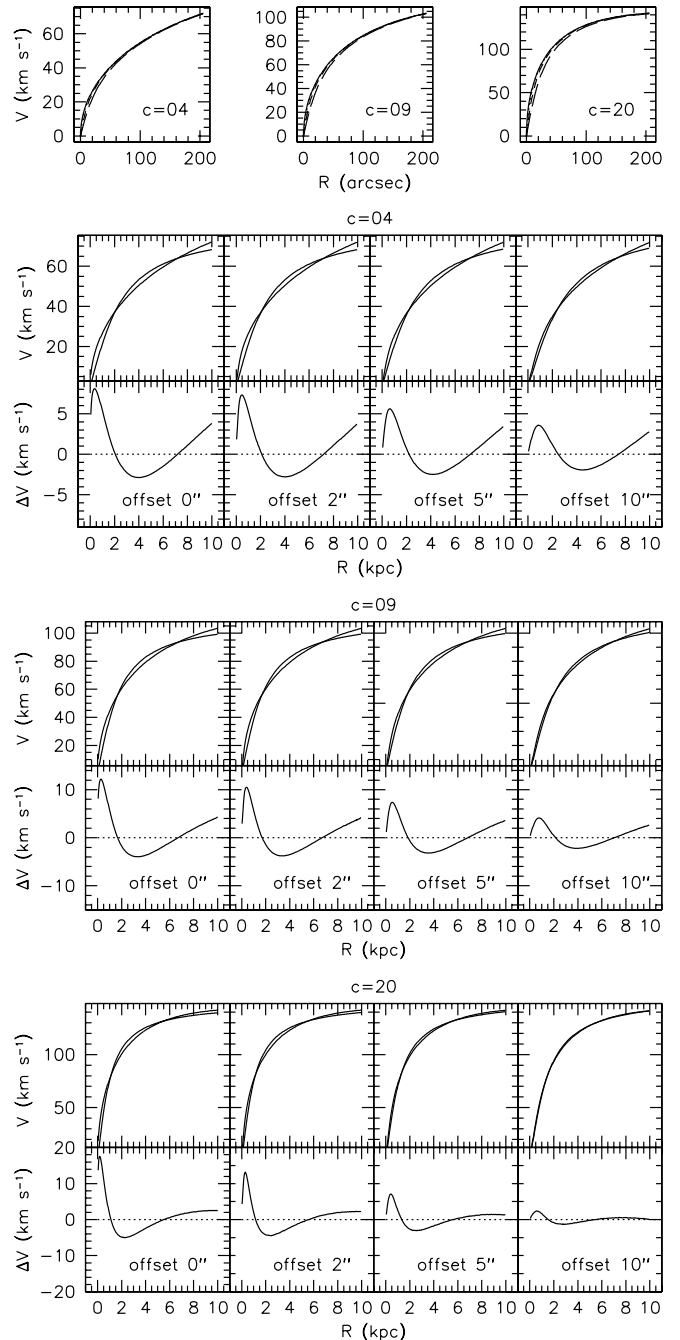 V (km s⁻¹)
60
40
20
0
c=04
0 100 200
100
80
60
40
20
0
c=09
0 100 200
100
50
0
c=20
0 100 200
R (arcsec)
c=04
V (km s⁻¹)
60
40
20
ΔV (km s⁻¹)
5
0
−5
offset 0" offset 2" offset 5" offset 10"
0 2 4 6 8 10 0 2 4 6 8 10 0 2 4 6 8 10 0 2 4 6 8 10
R (kpc)
c=09
V (km s⁻¹)
100
80
60
40
20
ΔV (km s⁻¹)
10
0
−10
offset 0" offset 2" offset 5" offset 10"
0 2 4 6 8 10 0 2 4 6 8 10 0 2 4 6 8 10 0 2 4 6 8 10
R (kpc)
c=20
V (km s⁻¹)
100
50
20
ΔV (km s⁻¹)
10
0
−10
−20
offset 0" offset 2" offset 5" offset 10"
0 2 4 6 8 10 0 2 4 6 8 10 0 2 4 6 8 10 0 2 4 6 8 10
R (kpc)